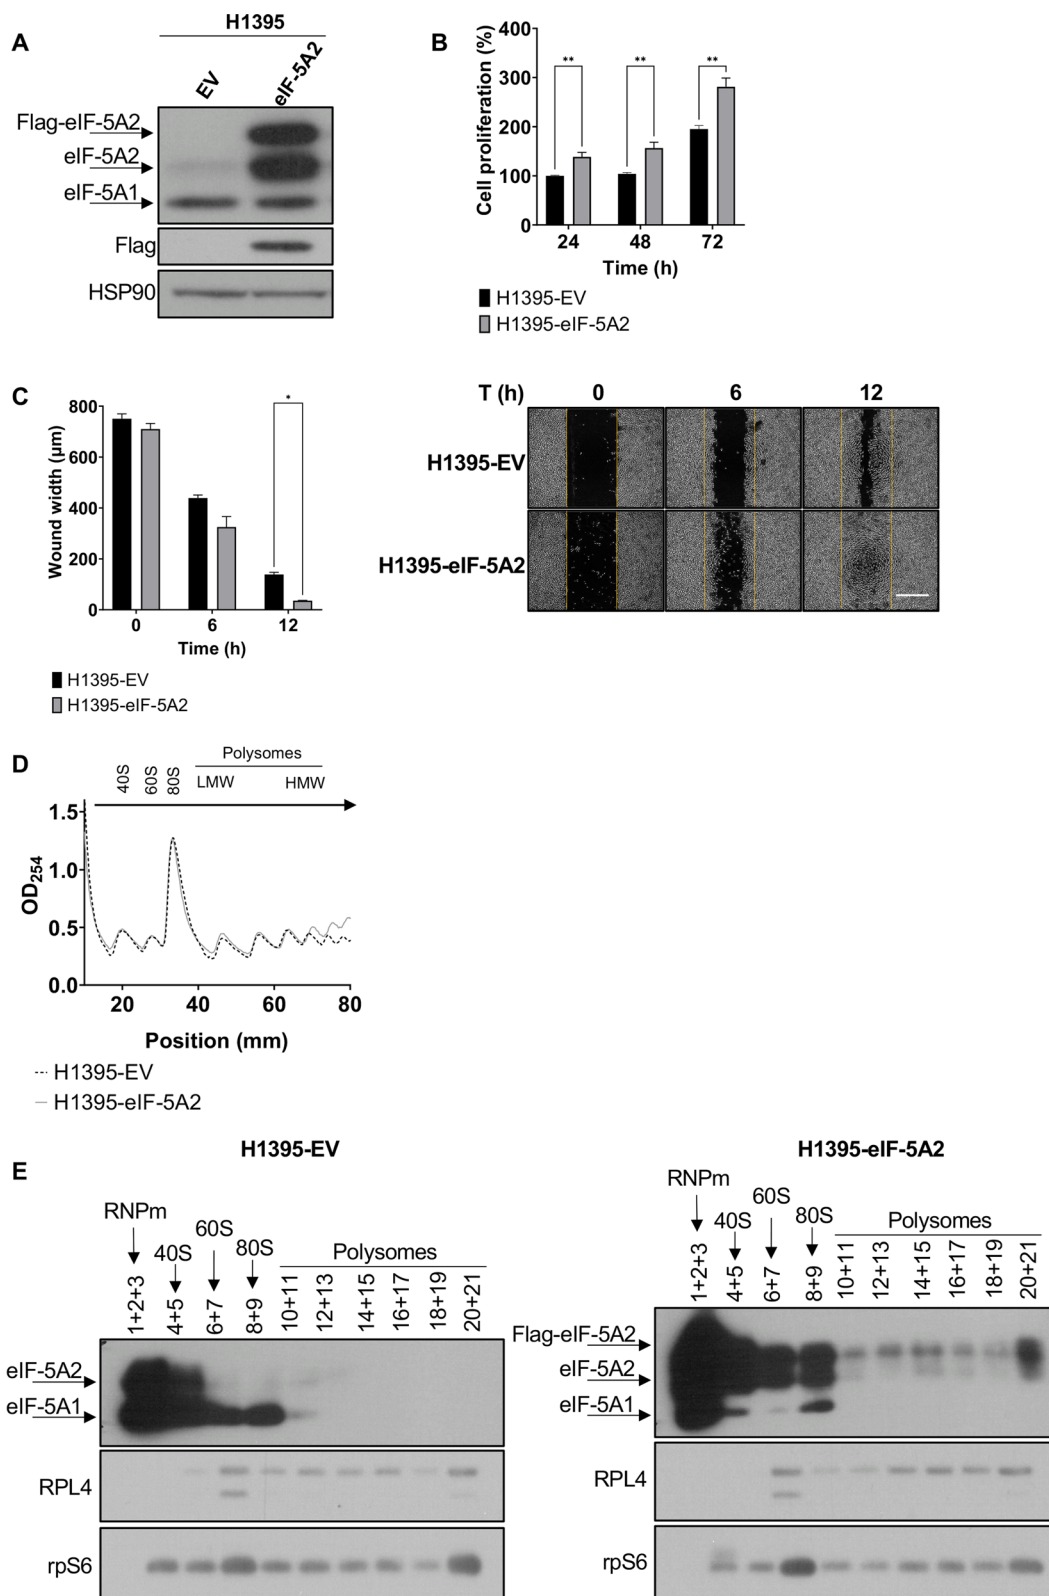 A
H1395
EV
eIF-5A2
Flag-eIF-5A2
eIF-5A2
eIF-5A1
Flag
HSP90
B
Cell proliferation (%)
400
300
200
100
0
** ** **
24 48 72
Time (h)
H1395-EV
H1395-eIF-5A2
C
Wound width (µm)
800
600
400
200
0
*
0 6 12
Time (h)
H1395-EV
H1395-eIF-5A2
T (h) 0 6 12
H1395-EV
H1395-eIF-5A2
D
40S 60S 80S
Polysomes
LMW HMW
OD254
1.5
1.0
0.5
0.0
20 40 60 80
Position (mm)
H1395-EV
H1395-eIF-5A2
E
H1395-EV
RNPm
40S
60S
80S
Polysomes
1+2+3 4+5 6+7 8+9 10+11 12+13 14+15 16+17 18+19 20+21
eIF-5A2
eIF-5A1
RPL4
rpS6
H1395-eIF-5A2
RNPm
40S
60S
80S
Polysomes
1+2+3 4+5 6+7 8+9 10+11 12+13 14+15 16+17 18+19 20+21
Flag-eIF-5A2
eIF-5A2
eIF-5A1
RPL4
rpS6